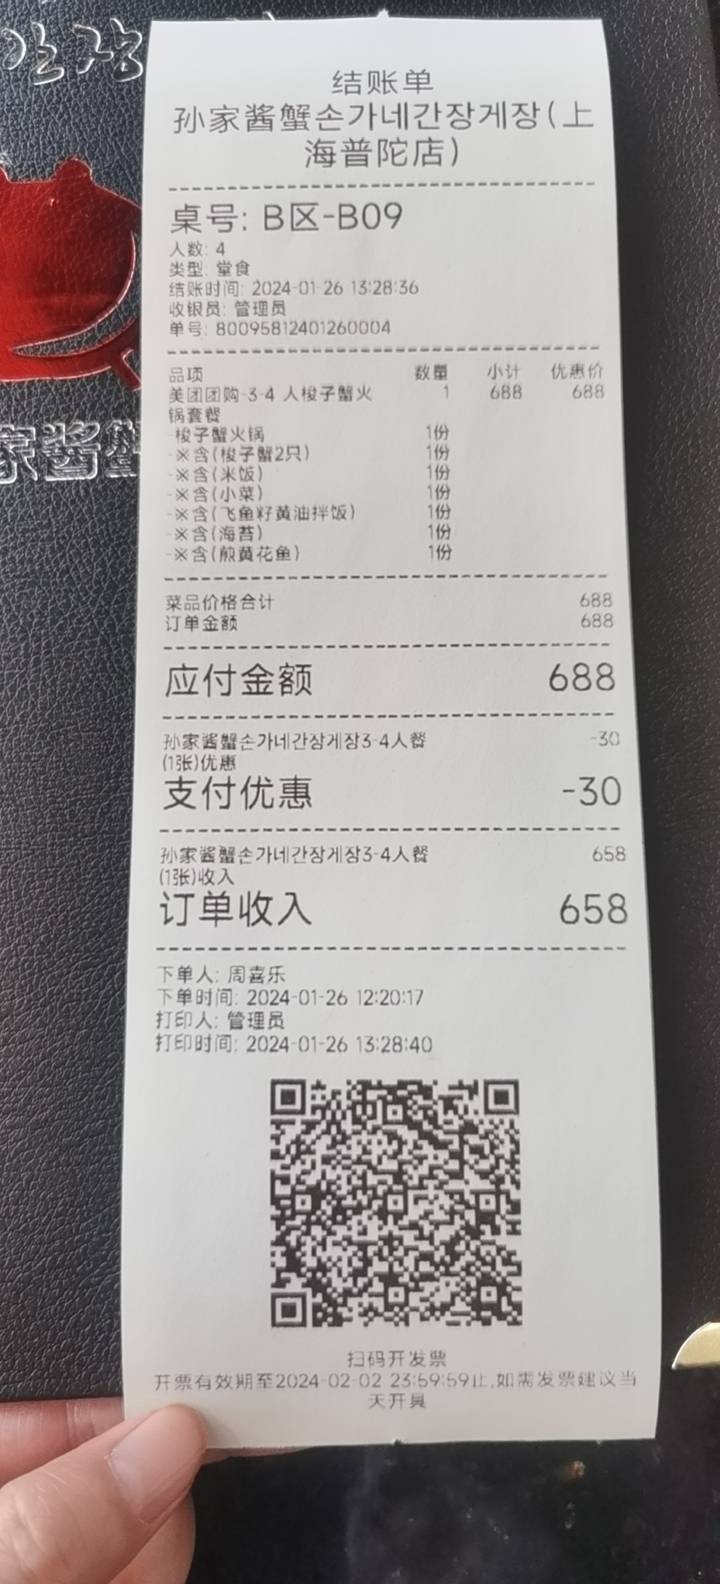 结账单
孙家酱蟹손가네간장게장(上
海普陀店)
桌号: B区-B09
人数: 4
类型: 堂食
结账时间: 2024-01-26 13:28:36
收银员: 管理员
单号: 80095812401260004
品项 数量 小计 优惠价
美团团购-3-4 人梭子蟹火 1 688 688
锅套餐
-梭子蟹火锅 1份
-※含(梭子蟹2只) 1份
-※含(米饭) 1份
-※含(小菜) 1份
-※含(飞鱼籽黄油拌饭) 1份
-※含(海苔) 1份
-※含(煎黄花鱼) 1份
菜品价格合计 688
订单金额 688
应付金额 688
孙家酱蟹손가네간장게장3-4人餐 -30
(1张)优惠
支付优惠 -30
孙家酱蟹손가네간장게장3-4人餐 658
(1张)收入
订单收入 658
下单人: 周喜乐
下单时间: 2024-01-26 12:20:17
打印人: 管理员
打印时间: 2024-01-26 13:28:40
扫码开发票
开票有效期至2024-02-02 23:59:59止,如需发票建议当
天开具
간장
家酱蟹